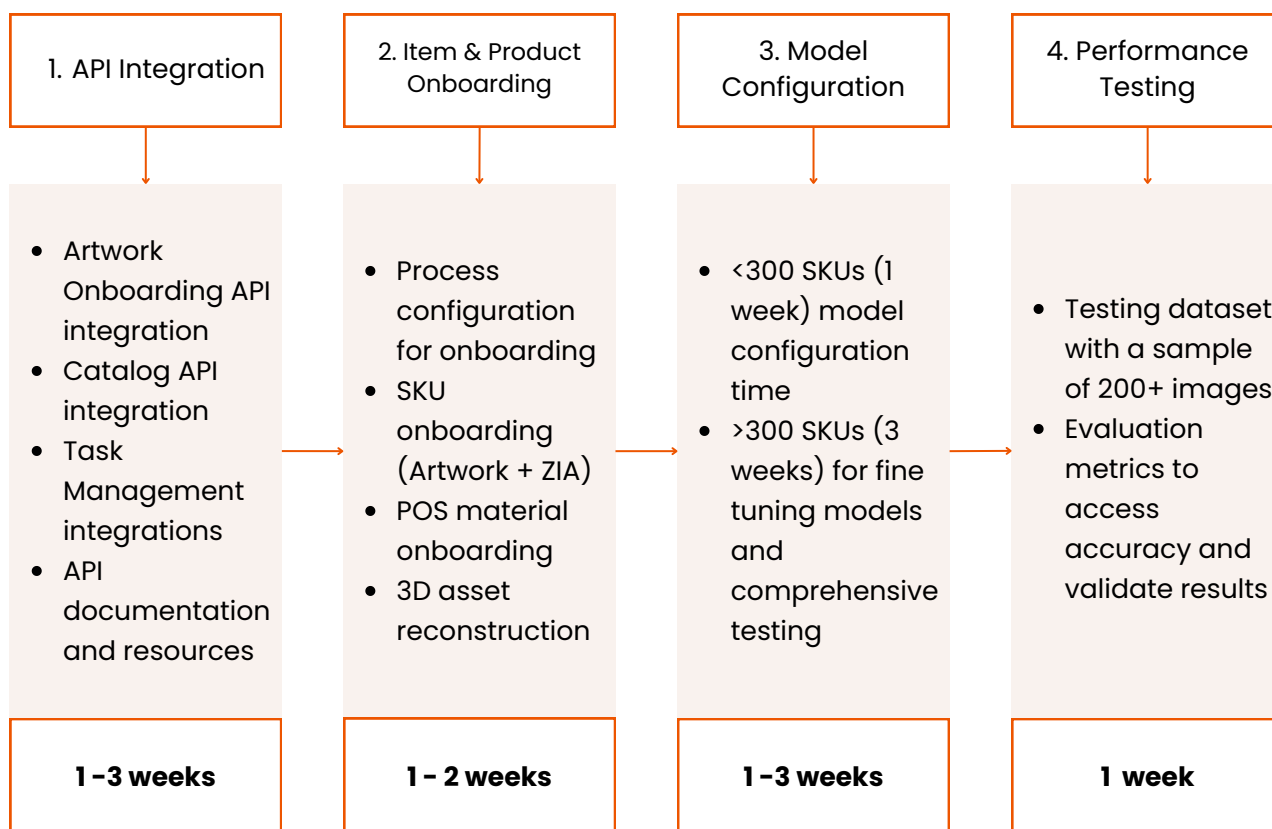 1. API Integration
2. Item & Product
Onboarding
3. Model
Configuration
4. Performance
Testing
• Artwork
Onboarding API
integration
• Catalog API
integration
• Task
Management
integrations
• API
documentation
and resources
• Process
configuration
for onboarding
• SKU
onboarding
(Artwork + ZIA)
• POS material
onboarding
• 3D asset
reconstruction
• <300 SKUs (1
week) model
configuration
time
• >300 SKUs (3
weeks) for fine
tuning models
and
comprehensive
testing
• Testing dataset
with a sample
of 200+ images
• Evaluation
metrics to
access
accuracy and
validate results
1 -3 weeks
1 - 2 weeks
1 -3 weeks
1 week